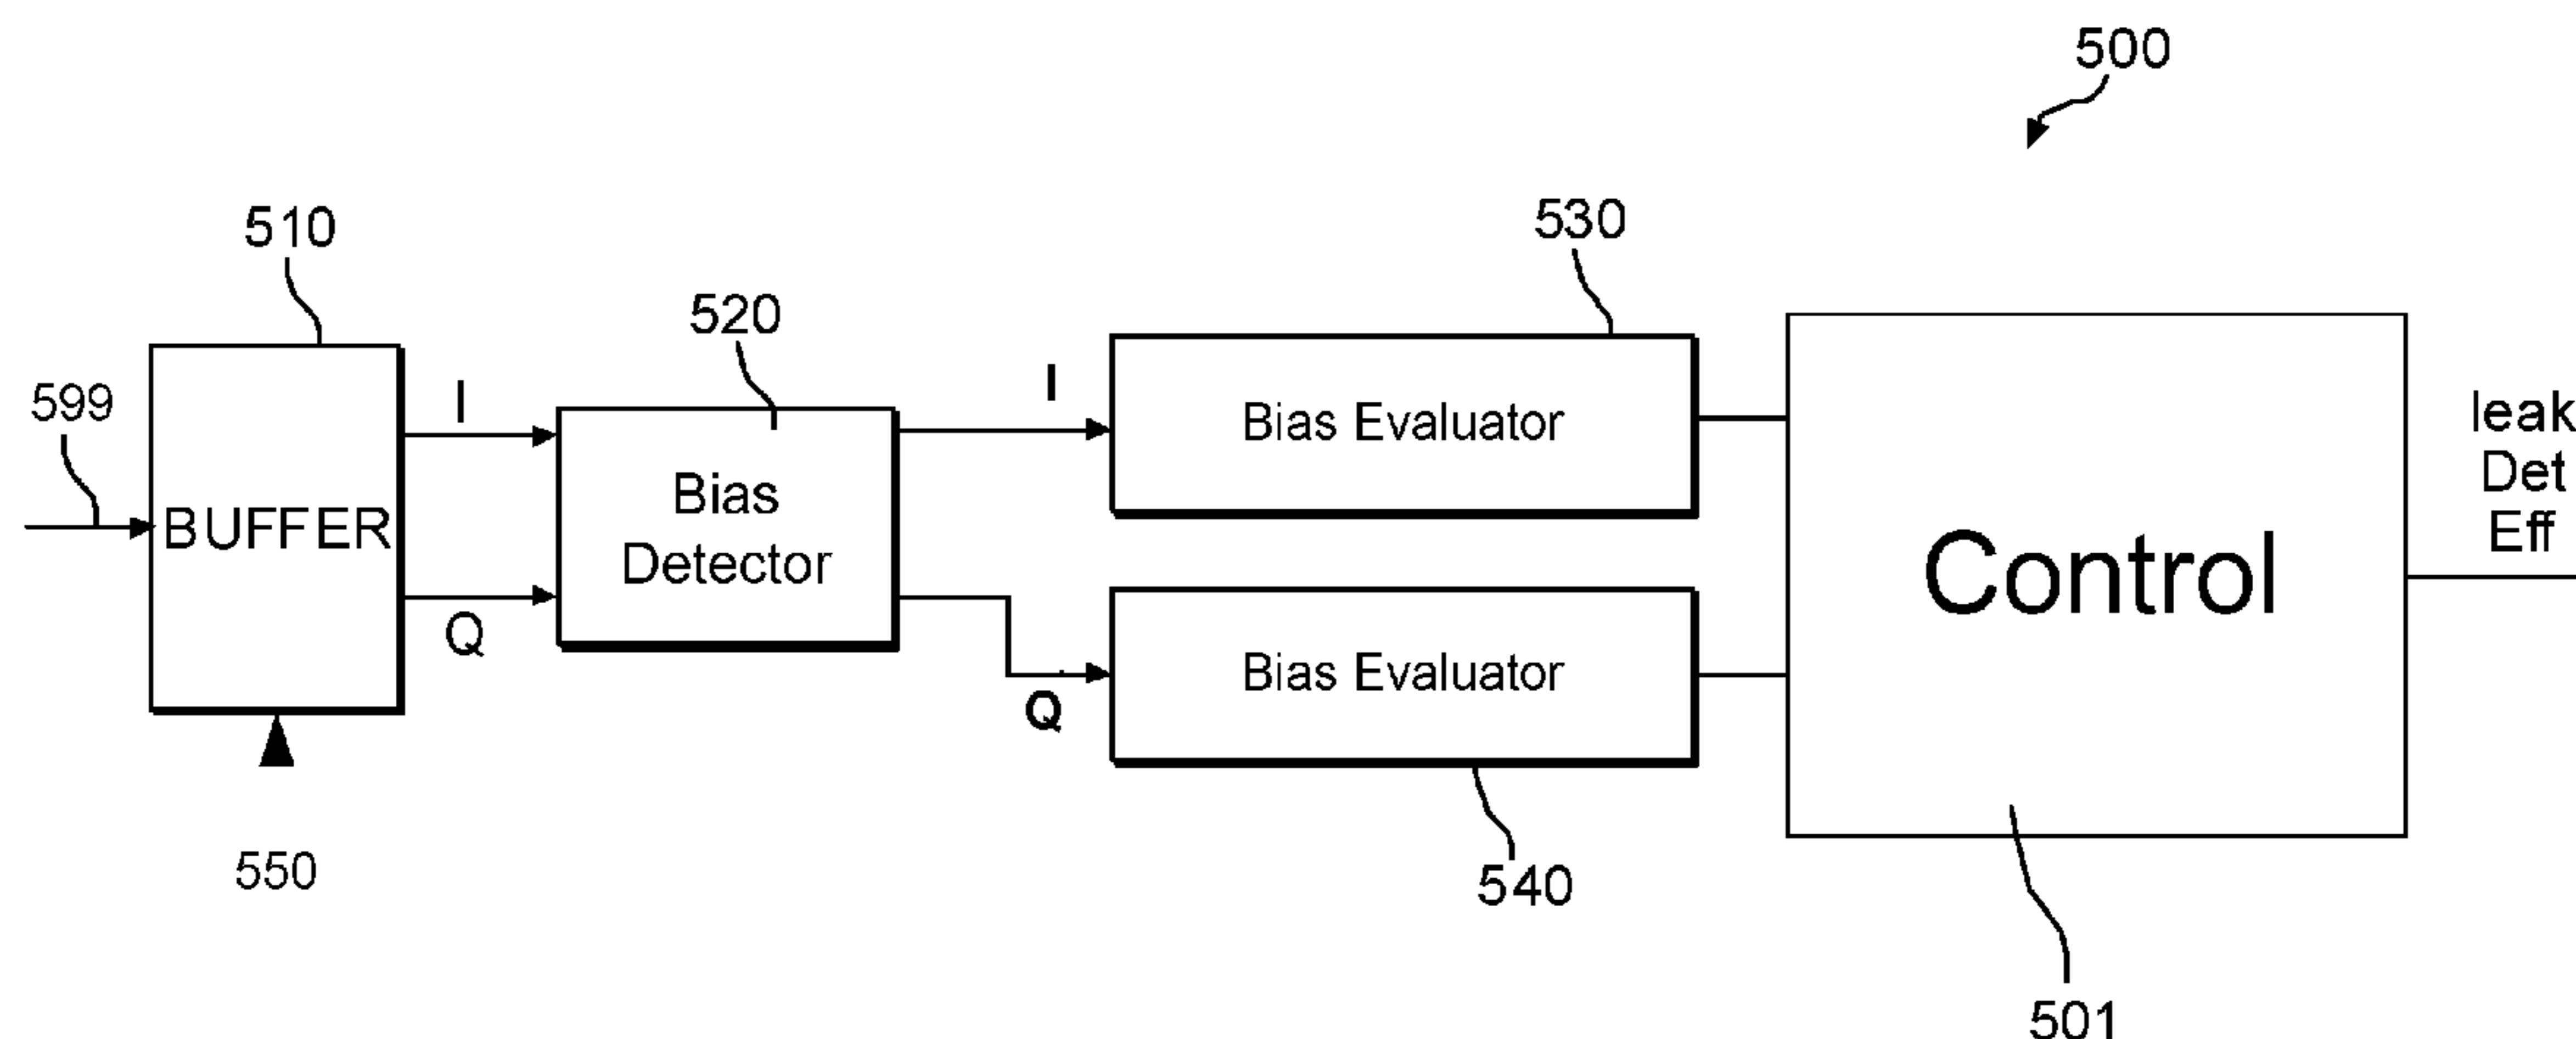 500
510
530
520
599
I
I
leak
Det
Eff
Bias Evaluator
BUFFER
Bias
Detector
Control
Q
Q
Bias Evaluator
550
540
501